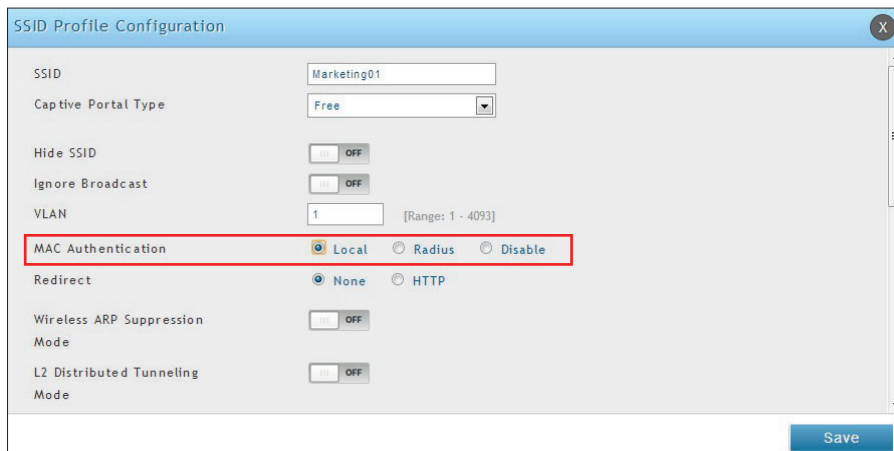 SSID Profile Configuration
X
SSID Marketing01
Captive Portal Type Free
Hide SSID OFF
Ignore Broadcast OFF
VLAN 1 [Range: 1 - 4093]
MAC Authentication Local Radius Disable
Redirect None HTTP
Wireless ARP Suppression
Mode
OFF
L2 Distributed Tunneling
Mode
OFF
Save